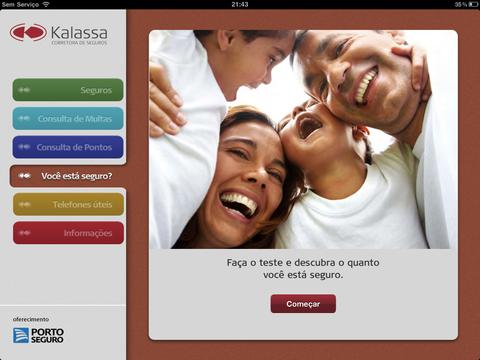 Sem Serviço
21:43
35 %
Kalassa
CORRETORA DE SEGUROS
Seguros
Consulta de Multas
Consulta de Pontos
Você está seguro?
Telefones úteis
Informações
oferecimento
PORTO
SEGURO
Faça o teste e descubra o quanto
você está seguro.
Começar